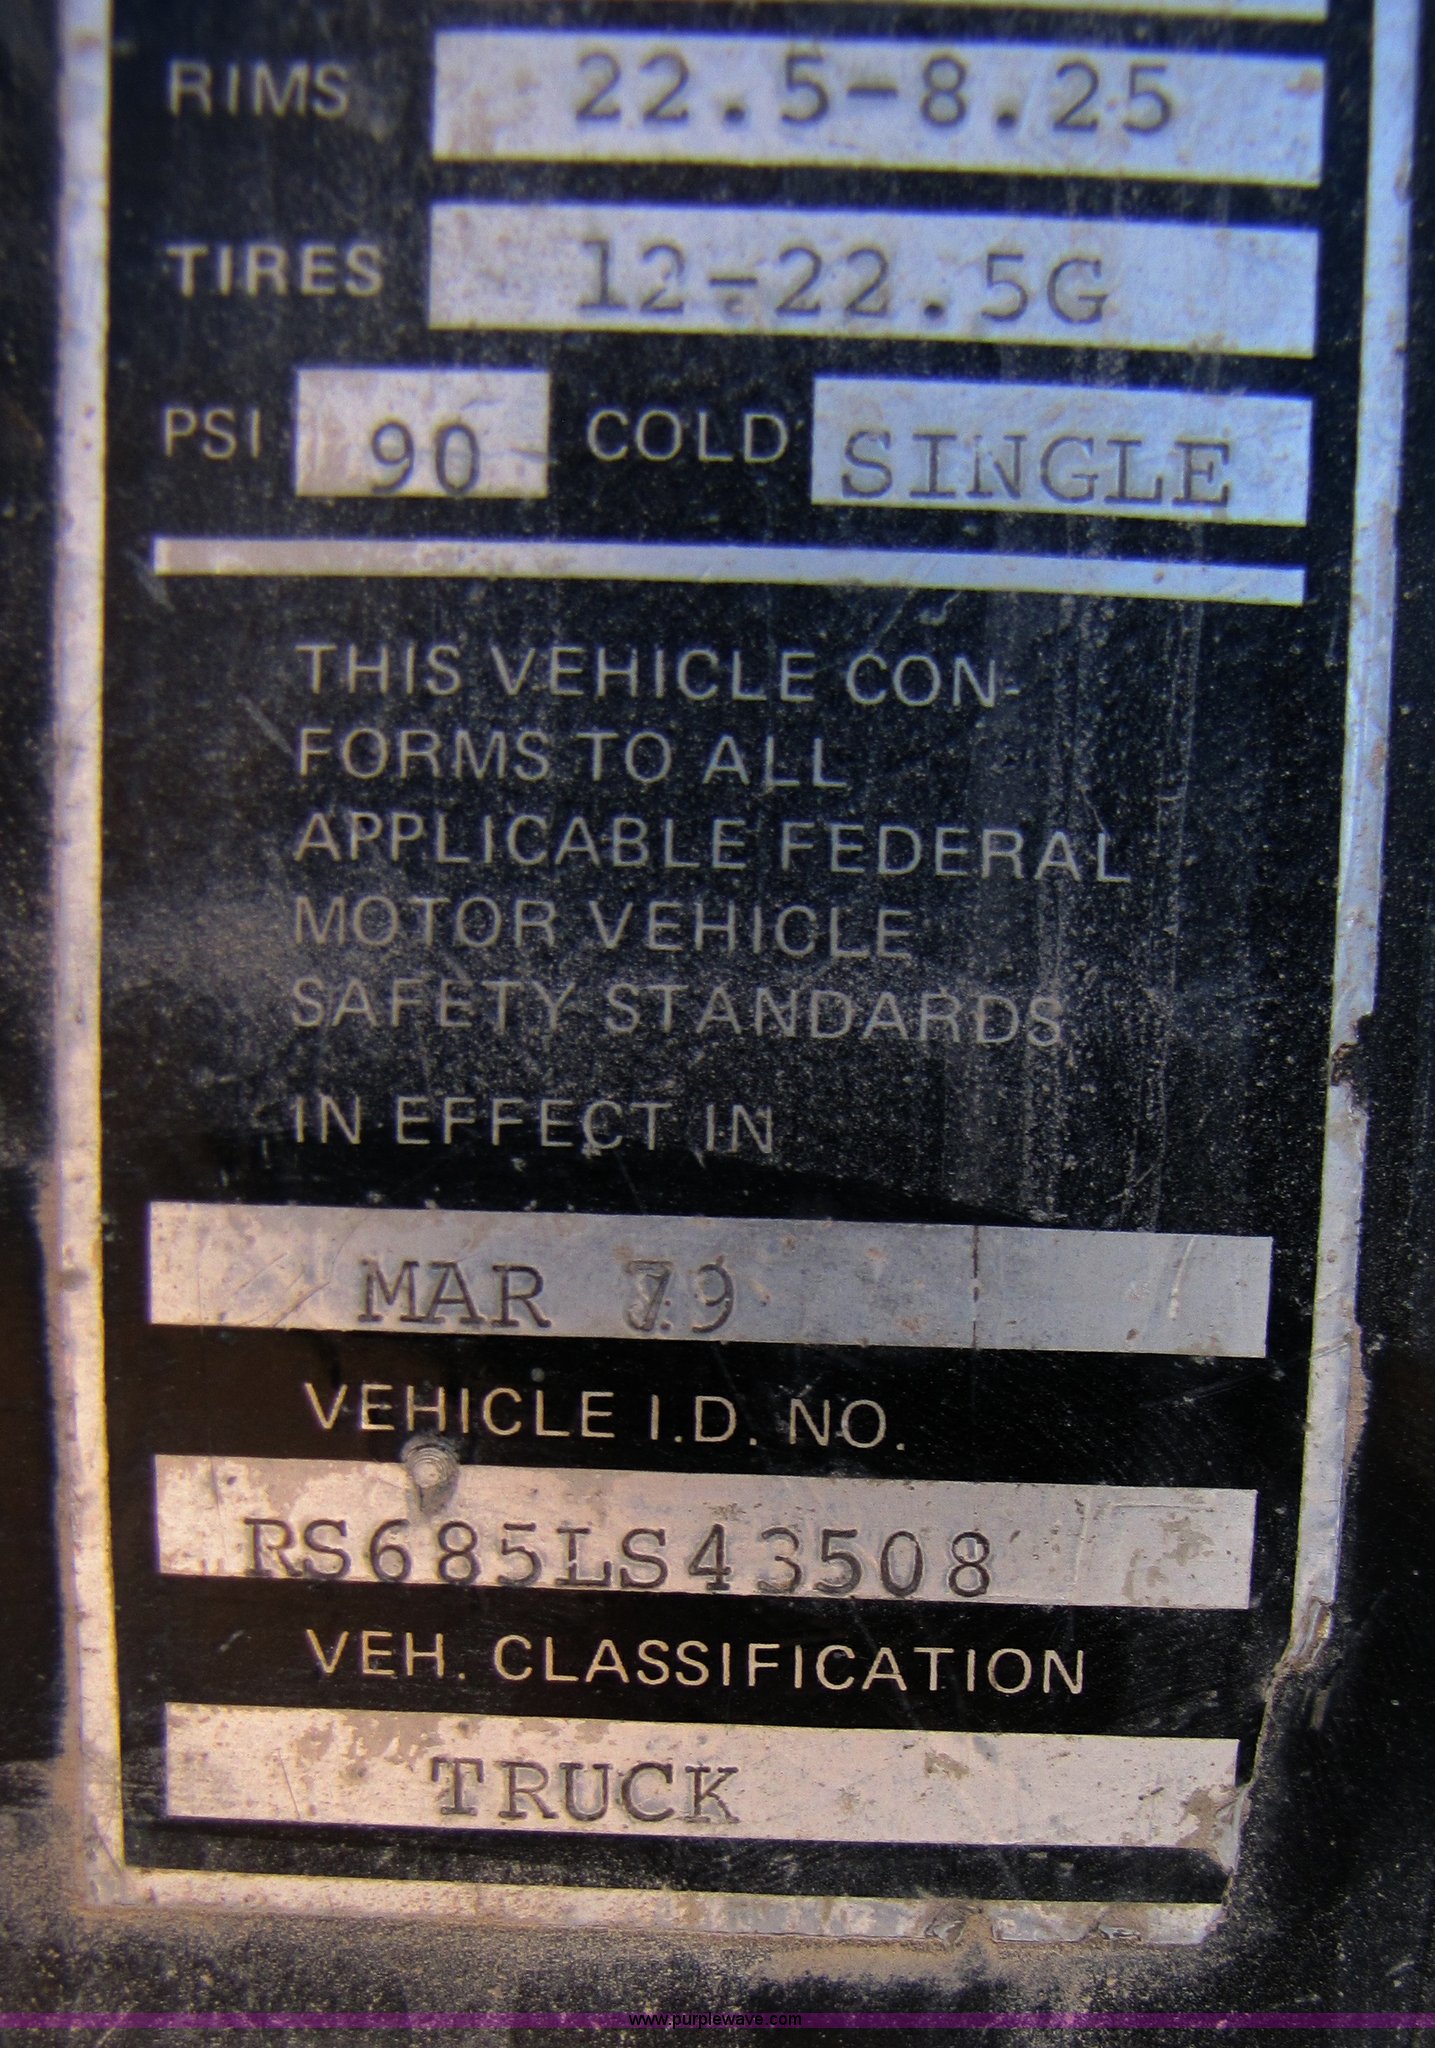 RIMS 22.5-8.25
TIRES 12-22.5G
PSI 90 COLD SINGLE
THIS VEHICLE CON-
FORMS TO ALL
APPLICABLE FEDERAL
MOTOR VEHICLE
SAFETY STANDARDS
IN EFFECT IN
MAR 79
VEHICLE I.D. NO.
RS685LS43508
VEH. CLASSIFICATION
TRUCK
www.purplewave.com